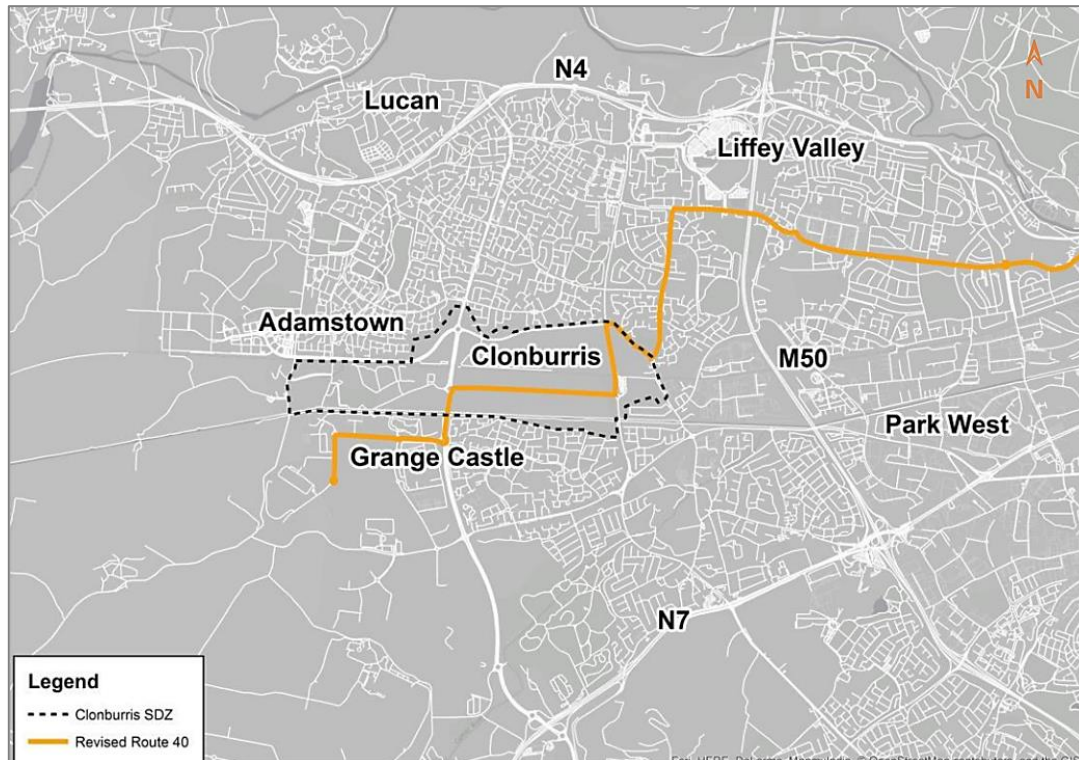 N4
N
Lucan
Liffey Valley
Adamstown
Clonburris
M50
Park West
Grange Castle
N7
Legend
Clonburris SDZ
Revised Route 40